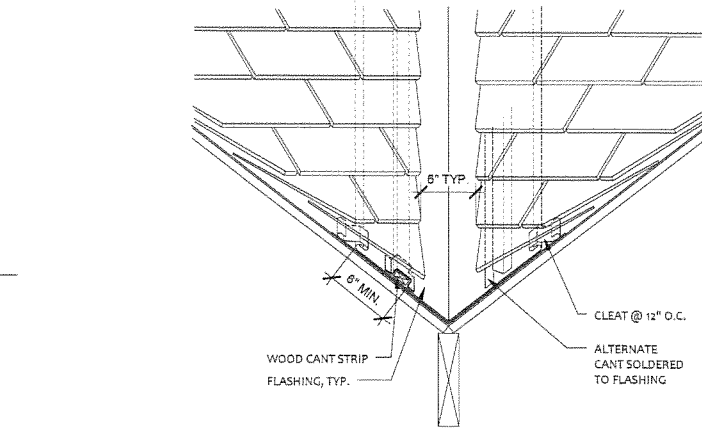 6" TYP.
6" MIN.
CLEAT @ 12" O.C.
WOOD CANT STRIP
FLASHING, TYP.
ALTERNATE
CANT SOLDERED
TO FLASHING